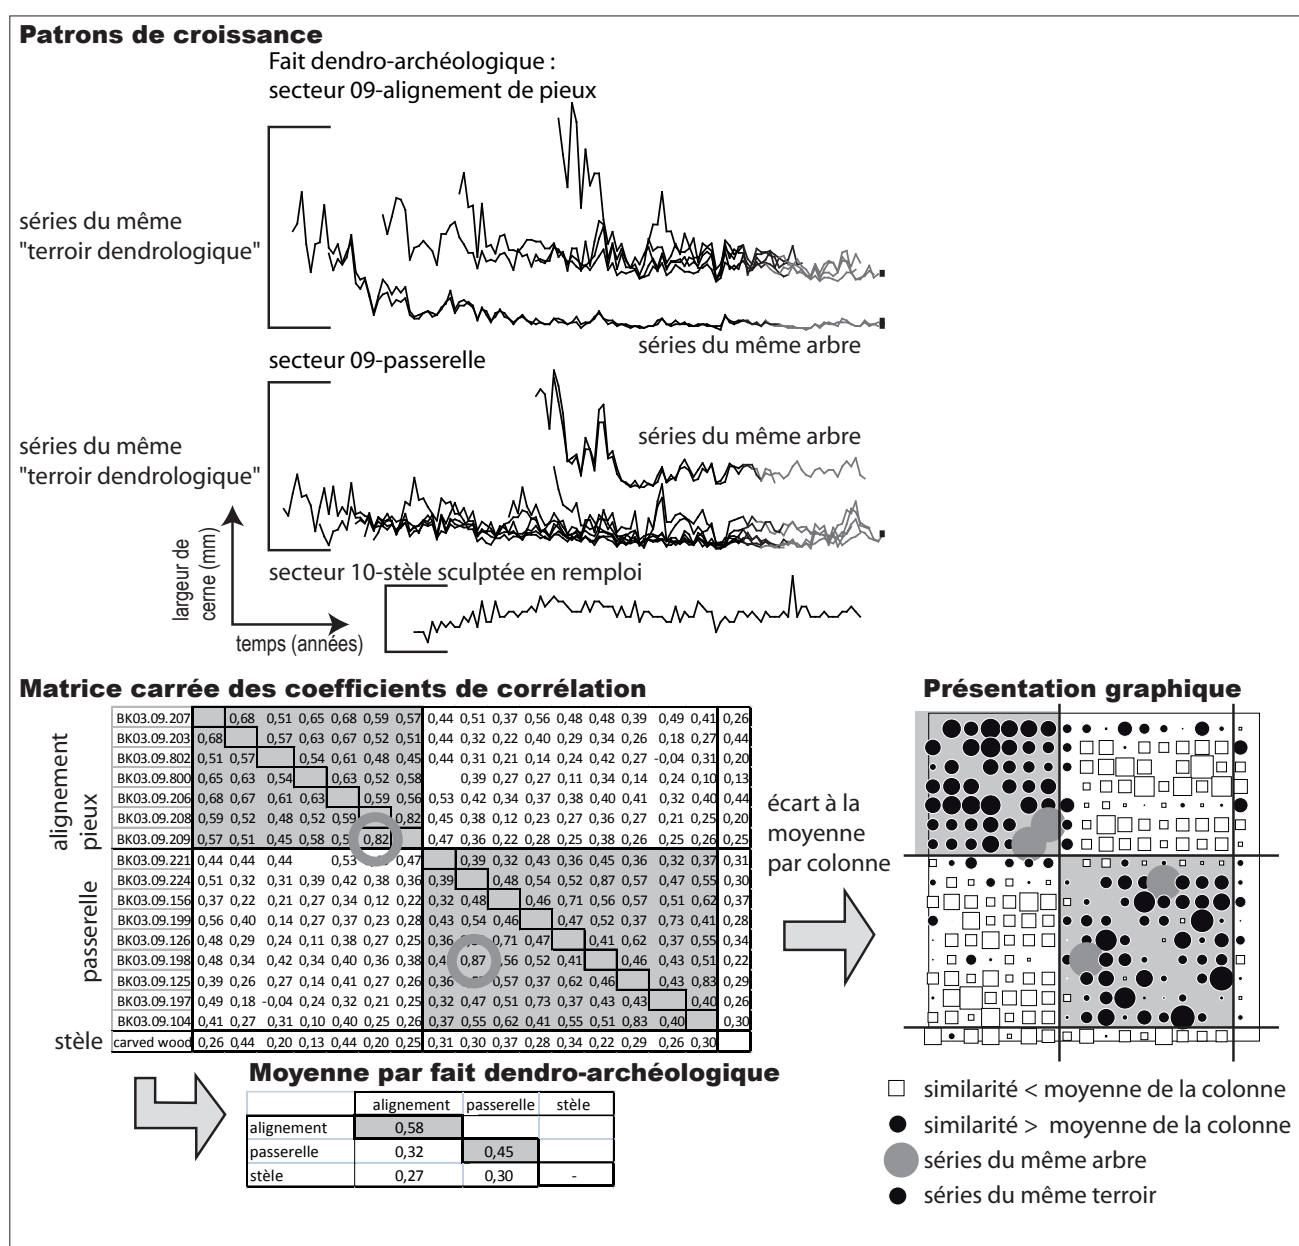 Patrons de croissance
Fait dendro-archéologique :
secteur 09-alignement de pieux
séries du même
"terroir dendrologique"
séries du même arbre
secteur 09-passerelle
séries du même arbre
séries du même
"terroir dendrologique"
largeur de
cerne (mm)
secteur 10-stèle sculptée en remploi
temps (années)
Matrice carrée des coefficients de corrélation
alignement
pieux
passerelle
stèle
BK03.09.207 0,68 0,51 0,65 0,68 0,59 0,57 0,44 0,51 0,37 0,56 0,48 0,48 0,39 0,49 0,41 0,26
BK03.09.203 0,68 0,57 0,63 0,67 0,52 0,51 0,44 0,32 0,22 0,40 0,29 0,34 0,26 0,18 0,27 0,44
BK03.09.802 0,51 0,57 0,54 0,61 0,48 0,45 0,44 0,31 0,21 0,14 0,24 0,42 0,27 -0,04 0,31 0,20
BK03.09.800 0,65 0,63 0,54 0,63 0,52 0,58 0,39 0,27 0,27 0,11 0,34 0,14 0,24 0,10 0,13
BK03.09.206 0,68 0,67 0,61 0,63 0,59 0,56 0,53 0,42 0,34 0,37 0,38 0,40 0,41 0,32 0,40 0,44
BK03.09.208 0,59 0,52 0,48 0,52 0,59 0,82 0,45 0,38 0,12 0,23 0,27 0,36 0,27 0,21 0,25 0,20
BK03.09.209 0,57 0,51 0,45 0,58 0,82 0,47 0,36 0,22 0,28 0,25 0,38 0,26 0,25 0,26 0,25
BK03.09.221 0,44 0,44 0,44 0,53 0,47 0,39 0,32 0,43 0,36 0,45 0,36 0,32 0,37 0,31
BK03.09.224 0,51 0,32 0,31 0,39 0,42 0,38 0,36 0,39 0,48 0,54 0,52 0,87 0,57 0,47 0,55 0,30
BK03.09.156 0,37 0,22 0,21 0,27 0,34 0,12 0,22 0,32 0,48 0,46 0,71 0,56 0,57 0,51 0,62 0,37
BK03.09.199 0,56 0,40 0,14 0,27 0,37 0,23 0,28 0,43 0,54 0,46 0,47 0,52 0,37 0,73 0,41 0,28
BK03.09.126 0,48 0,29 0,24 0,11 0,38 0,27 0,25 0,36 0,71 0,47 0,41 0,62 0,37 0,55 0,34
BK03.09.198 0,48 0,34 0,42 0,34 0,40 0,36 0,38 0,87 0,52 0,41 0,46 0,43 0,51 0,22
BK03.09.125 0,39 0,26 0,27 0,14 0,41 0,27 0,26 0,36 0,57 0,37 0,62 0,46 0,43 0,83 0,29
BK03.09.197 0,49 0,18 -0,04 0,24 0,32 0,21 0,25 0,32 0,47 0,51 0,73 0,37 0,43 0,43 0,40 0,26
BK03.09.104 0,41 0,27 0,31 0,10 0,40 0,25 0,26 0,37 0,55 0,62 0,41 0,55 0,51 0,83 0,40 0,30
carved wood 0,26 0,44 0,20 0,13 0,44 0,20 0,25 0,31 0,30 0,37 0,28 0,34 0,22 0,29 0,26 0,30
écart à la
moyenne
par colonne
Présentation graphique
Moyenne par fait dendro-archéologique
alignement passerelle stèle
alignement 0,58
passerelle 0,32 0,45
stèle 0,27 0,30 -
similarité < moyenne de la colonne
similarité > moyenne de la colonne
séries du même arbre
séries du même terroir